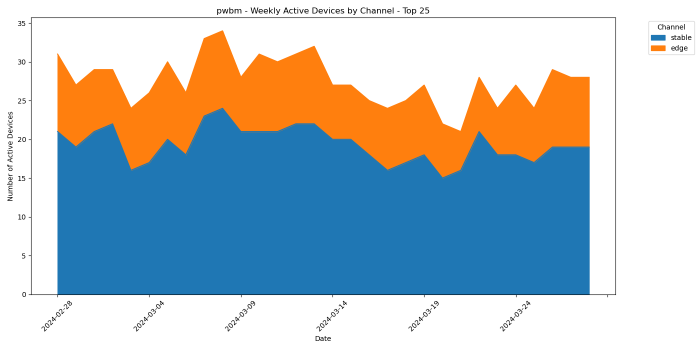 pwbm - Weekly Active Devices by Channel - Top 25
Channel
stable
edge
Number of Active Devices
35
30
25
20
15
10
5
0
2024-02-28
2024-03-04
2024-03-09
2024-03-14
2024-03-19
2024-03-24
Date